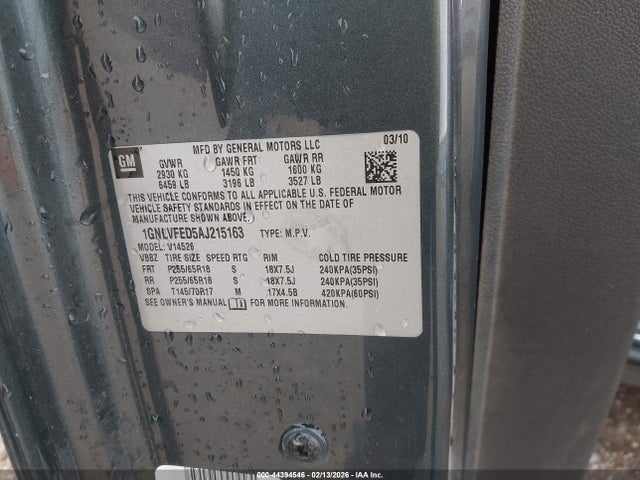 GM
MFD BY GENERAL MOTORS LLC 03/10
GVWR GAWR FRT GAWR RR
2930 KG 1450 KG 1600 KG
6459 LB 3196 LB 3527 LB
THIS VEHICLE CONFORMS TO ALL APPLICABLE U.S. FEDERAL MOTOR
VEHICLE SAFETY STANDARDS IN EFFECT ON THE DATE OF
MANUFACTURE SHOWN ABOVE.
1GNLVFED5AJ215163 TYPE: M.P.V.
MODEL: V14526
VBBZ TIRE SIZE SPEED RTG RIM COLD TIRE PRESSURE
FRT P255/65R18 S 18X7.5J 240KPA(35PSI)
RR P255/65R18 S 18X7.5J 240KPA(35PSI)
SPA T145/70R17 M 17X4.5B 420KPA(60PSI)
SEE OWNER'S MANUAL FOR MORE INFORMATION.
000-44394546 - 02/13/2026 - IAA Inc.